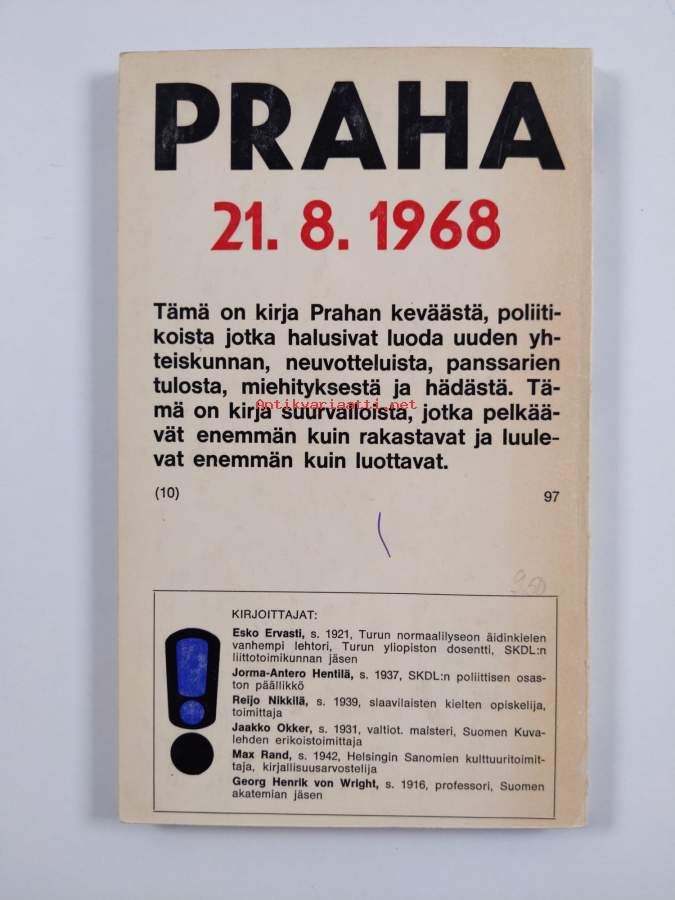 PRAHA
21. 8. 1968
Tämä on kirja Prahan keväästä, poliiti-
koista jotka halusivat luoda uuden yh-
teiskunnan, neuvotteluista, panssarien
tulosta, miehityksestä ja hädästä. Tä-
Antikvariaatti.net
mä on kirja suurvalloista, jotka pelkää-
vät enemmän kuin rakastavat ja luule-
vat enemmän kuin luottavat.
(10) 97
9,50
KIRJOITTAJAT:
Esko Ervasti, s. 1921, Turun normaalilyseon äidinkielen
vanhempi lehtori, Turun yliopiston dosentti, SKDL:n
liittotoimikunnan jäsen
Jorma-Antero Hentilä, s. 1937, SKDL:n poliittisen osas-
ton päällikkö
Reijo Nikkilä, s. 1939, slaavilaisten kielten opiskelija,
toimittaja
Jaakko Okker, s. 1931, valtiot. maisteri, Suomen Kuva-
lehden erikoistoimittaja
Max Rand, s. 1942, Helsingin Sanomien kulttuuritoimit-
taja, kirjallisuusarvostelija
Georg Henrik von Wright, s. 1916, professori, Suomen
akatemian jäsen